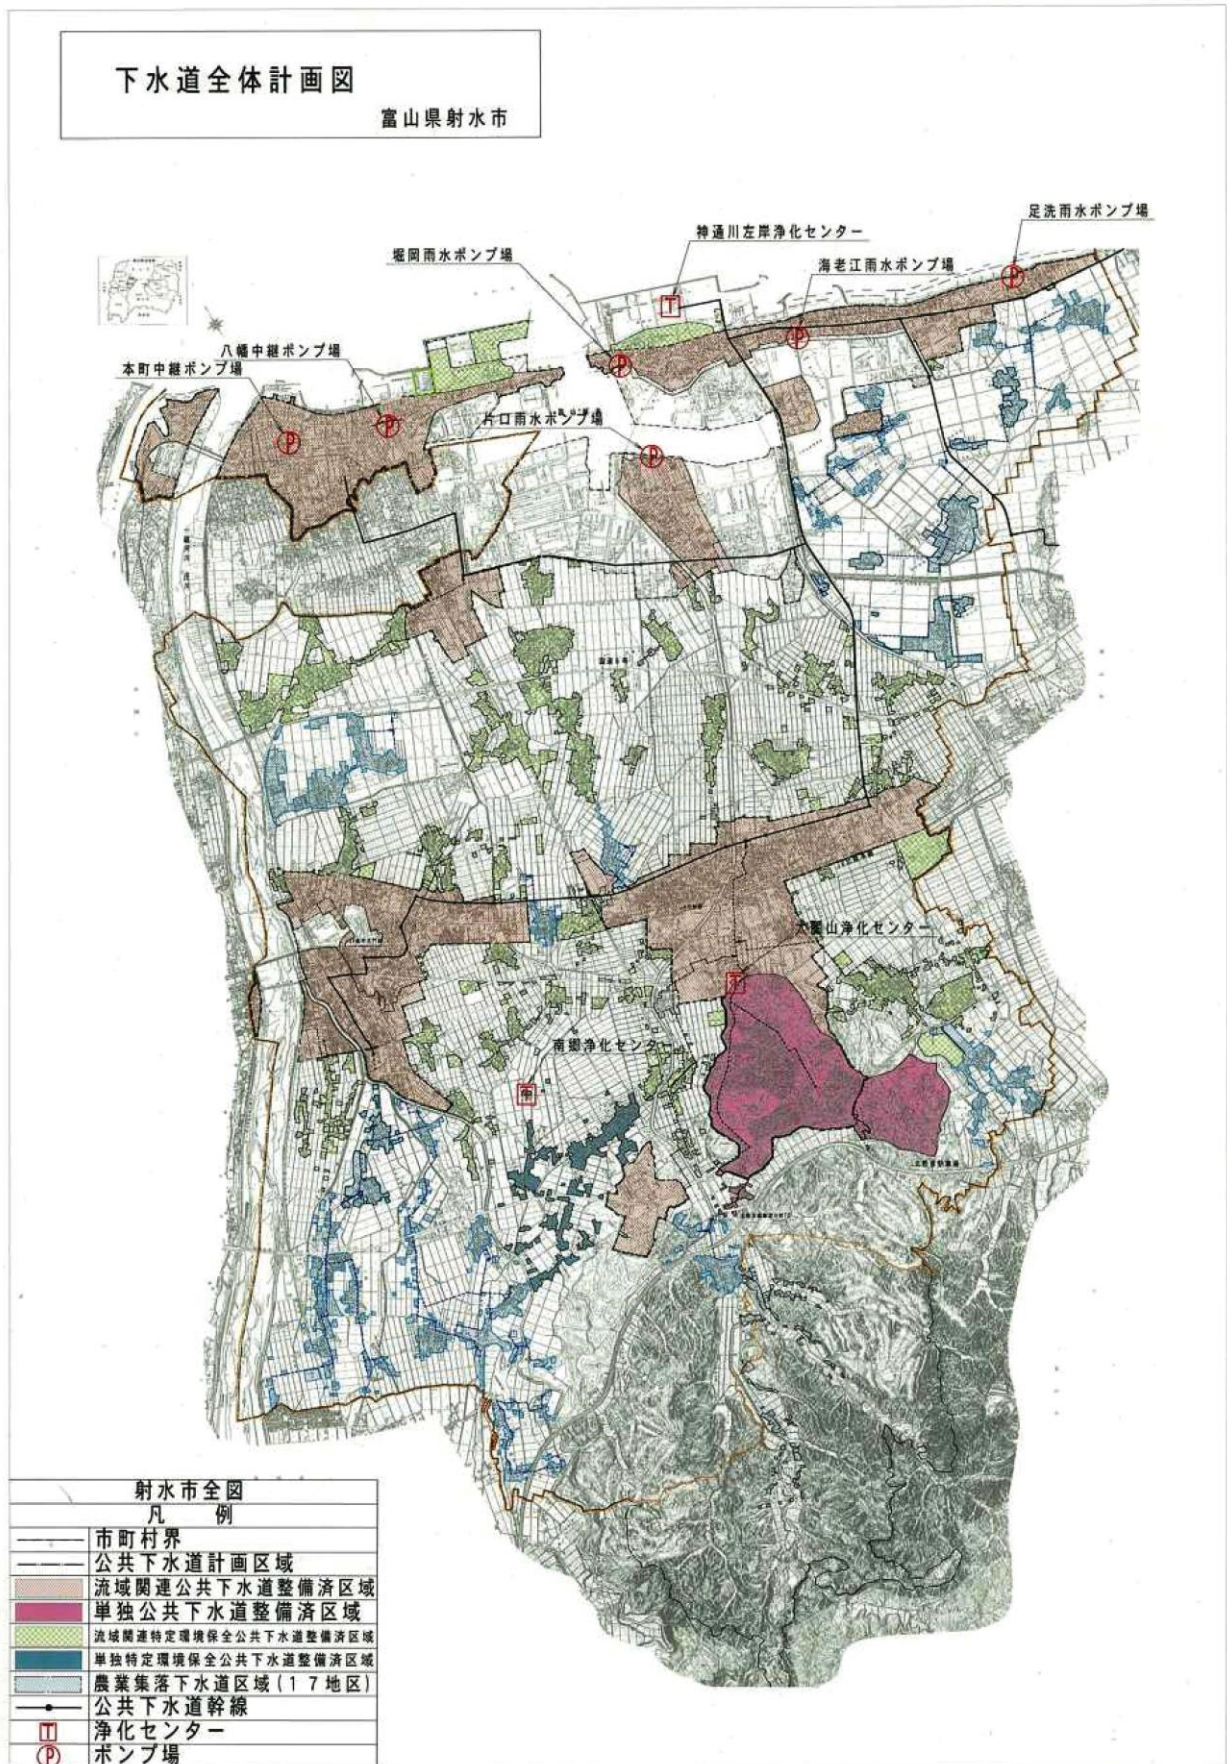 下水道全体計画図
富山県射水市
足洗雨水ポンプ場
神通川左岸浄化センター
堀岡雨水ポンプ場
海老江雨水ポンプ場
八幡中継ポンプ場
本町中継ポンプ場
片口雨水ポンプ場
P
P
P
P
P
P
T
国道8号
太閤山浄化センター
T
南郷浄化センター
射水市全図
凡 例
市町村界
公共下水道計画区域
流域関連公共下水道整備済区域
単独公共下水道整備済区域
流域関連特定環境保全公共下水道整備済区域
単独特定環境保全公共下水道整備済区域
農業集落下水道区域(17地区)
公共下水道幹線
T 浄化センター
P ポンプ場